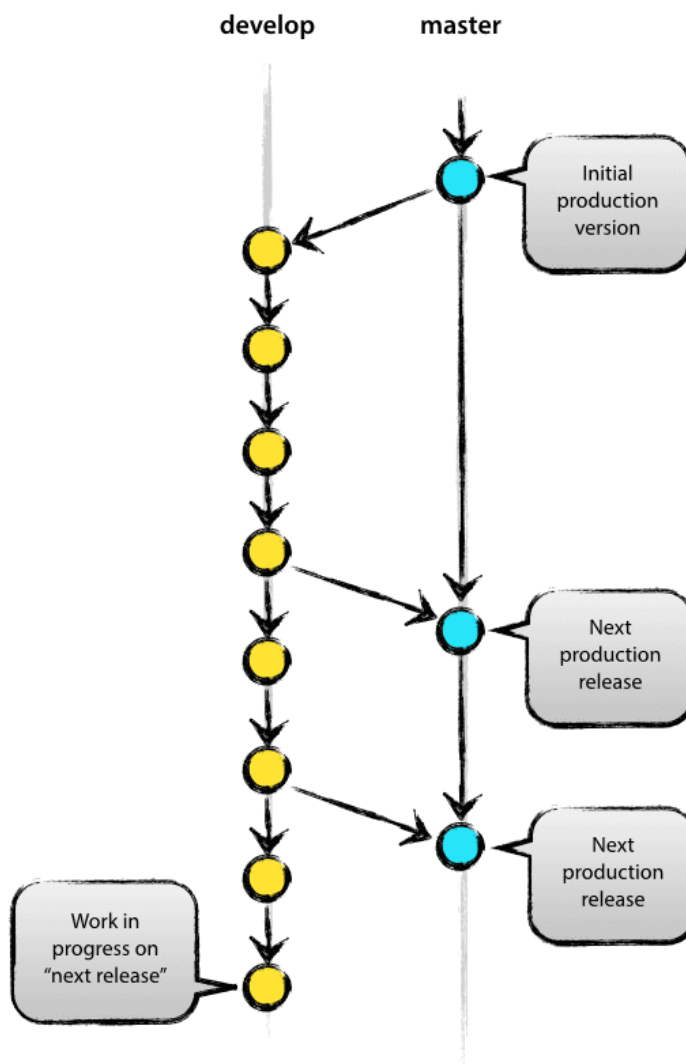 develop
master
Initial
production
version
Next
production
release
Next
production
release
Work in
progress on
“next release”